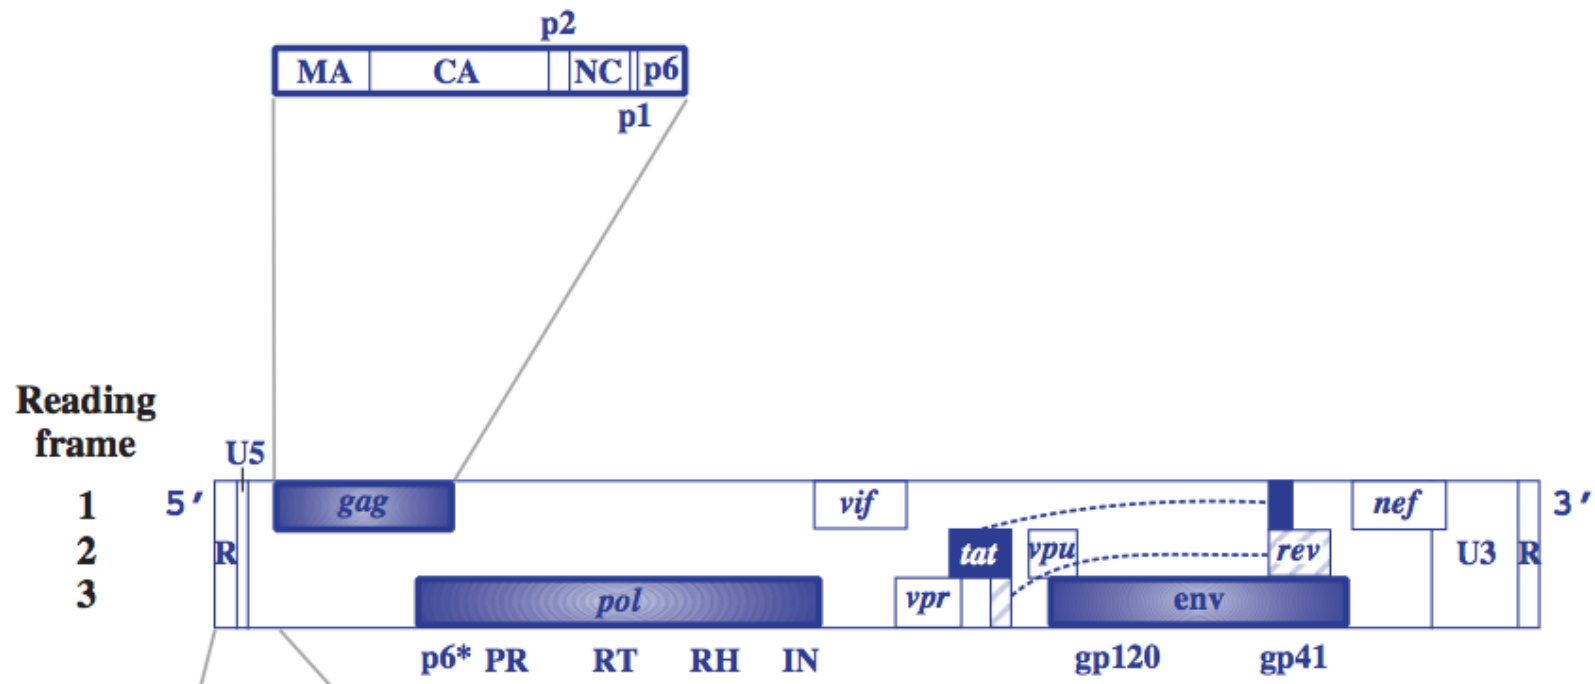 p2
MA CA NC p6
p1
Reading
frame
U5
1 5′ gag vif nef 3′
2 R tat vpu rev U3 R
3 pol vpr env
p6* PR RT RH IN gp120 gp41